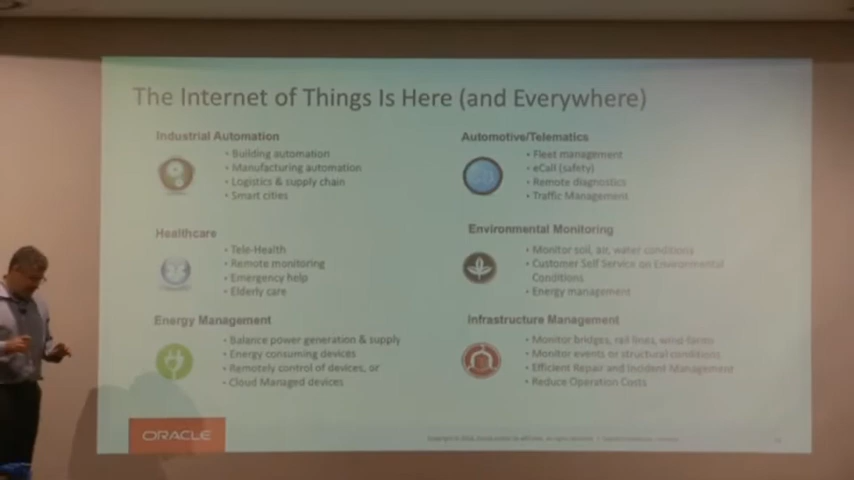 The Internet of Things Is Here (and Everywhere)
Industrial Automation
• Building automation
• Manufacturing automation
• Logistics & supply chain
• Smart cities
Automotive/Telematics
• Fleet management
• eCall (safety)
• Remote diagnostics
• Traffic Management
Healthcare
• Tele-Health
• Remote monitoring
• Emergency help
• Elderly care
Environmental Monitoring
• Monitor soil, air, water conditions
• Customer Self Service on Environmental
Conditions
• Energy management
Energy Management
• Balance power generation & supply
• Energy consuming devices
• Remotely control of devices, or
• Cloud Managed devices
Infrastructure Management
• Monitor bridges, rail lines, wind-farms
• Monitor events or structural conditions
• Efficient Repair and Incident Management
• Reduce Operation Costs
ORACLE